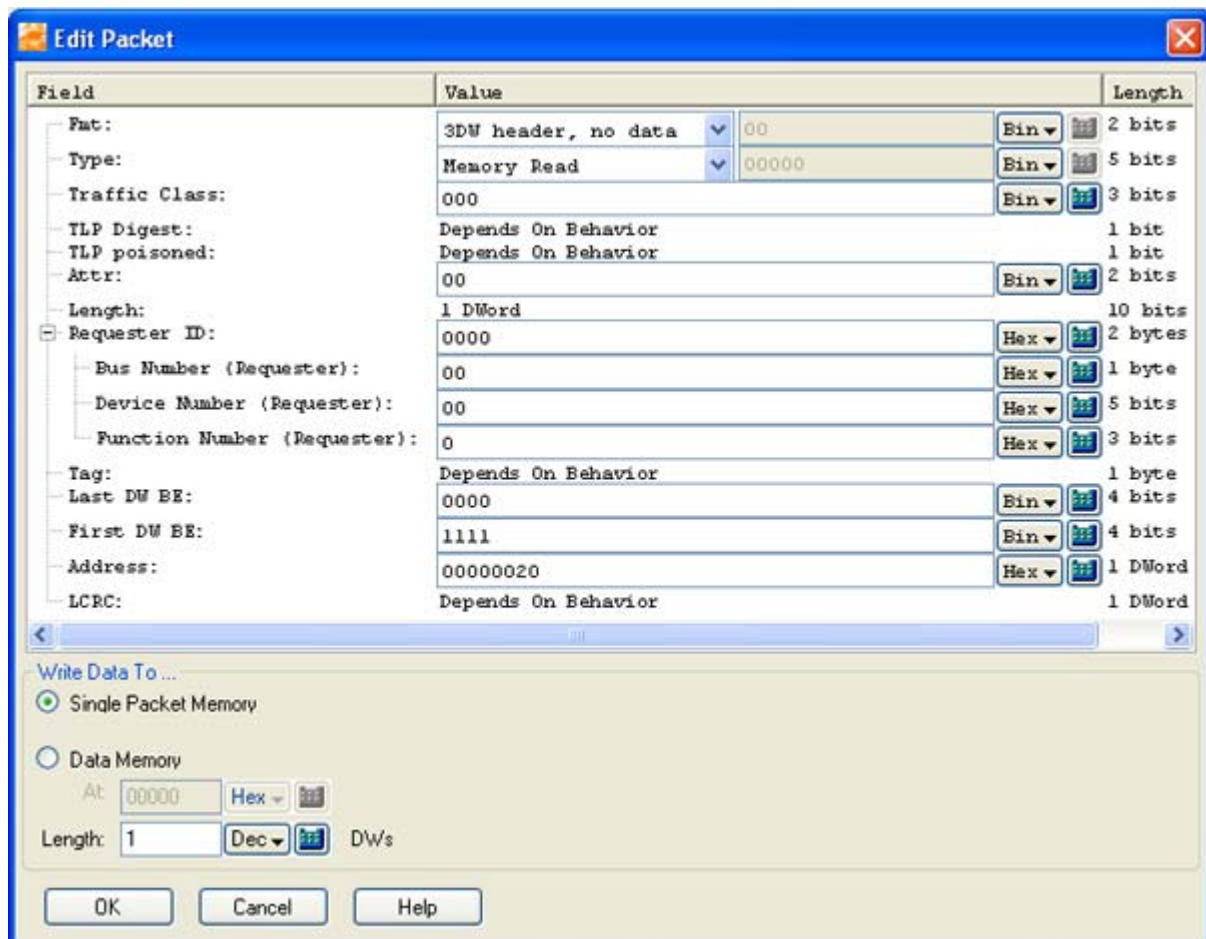 Edit Packet
Field Value Length
Fmt: 3DW header, no data 00 Bin 2 bits
Type: Memory Read 00000 Bin 5 bits
Traffic Class: 000 Bin 3 bits
TLP Digest: Depends On Behavior 1 bit
TLP poisoned: Depends On Behavior 1 bit
Attr: 00 Bin 2 bits
Length: 1 DWord 10 bits
Requester ID: 0000 Hex 2 bytes
Bus Number (Requester): 00 Hex 1 byte
Device Number (Requester): 00 Hex 5 bits
Function Number (Requester): 0 Hex 3 bits
Tag: Depends On Behavior 1 byte
Last DW BE: 0000 Bin 4 bits
First DW BE: 1111 Bin 4 bits
Address: 00000020 Hex 1 DWord
LCRC: Depends On Behavior 1 DWord
Write Data To ...
Single Packet Memory
Data Memory
At 00000 Hex
Length: 1 Dec DWs
OK Cancel Help